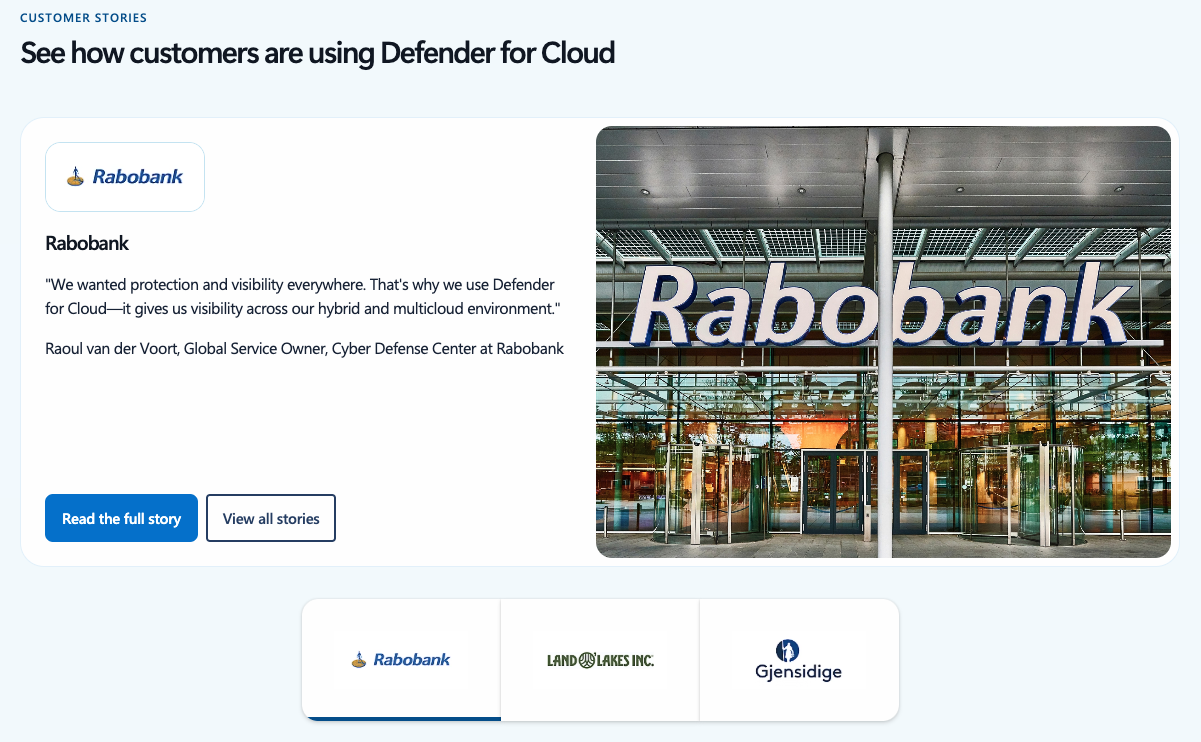 CUSTOMER STORIES
See how customers are using Defender for Cloud
Rabobank
Rabobank
"We wanted protection and visibility everywhere. That's why we use Defender
for Cloud—it gives us visibility across our hybrid and multicloud environment."
Raoul van der Voort, Global Service Owner, Cyber Defense Center at Rabobank
Read the full story
View all stories
Rabobank
Rabobank
LAND O'LAKES INC.
Gjensidige